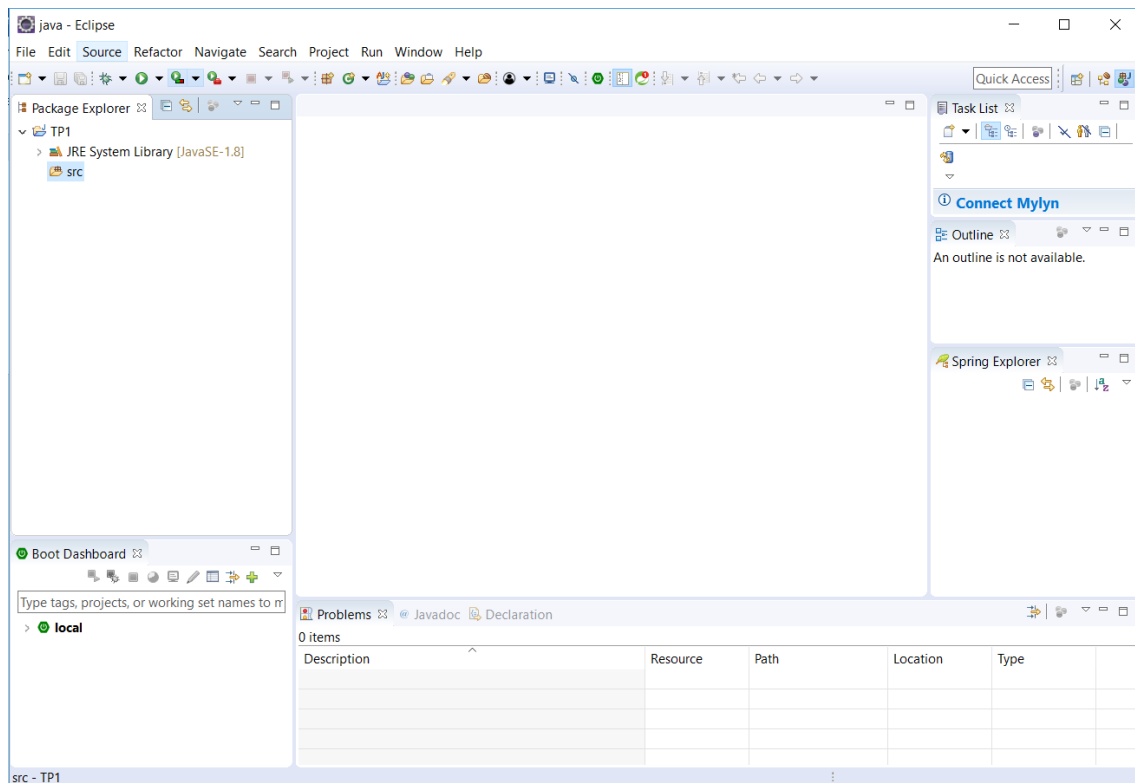 java - Eclipse
File Edit Source Refactor Navigate Search Project Run Window Help
Quick Access
Package Explorer
TP1
JRE System Library [JavaSE-1.8]
src
Task List
Connect Mylyn
Outline
An outline is not available.
Spring Explorer
Boot Dashboard
Type tags, projects, or working set names to m
local
Problems @ Javadoc Declaration
0 items
Description Resource Path Location Type
src - TP1